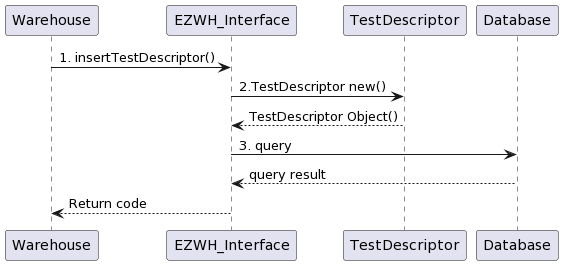 Warehouse EZWH_Interface TestDescriptor Database
1. insertTestDescriptor()
2.TestDescriptor new()
TestDescriptor Object()
3. query
query result
Return code
Warehouse EZWH_Interface TestDescriptor Database